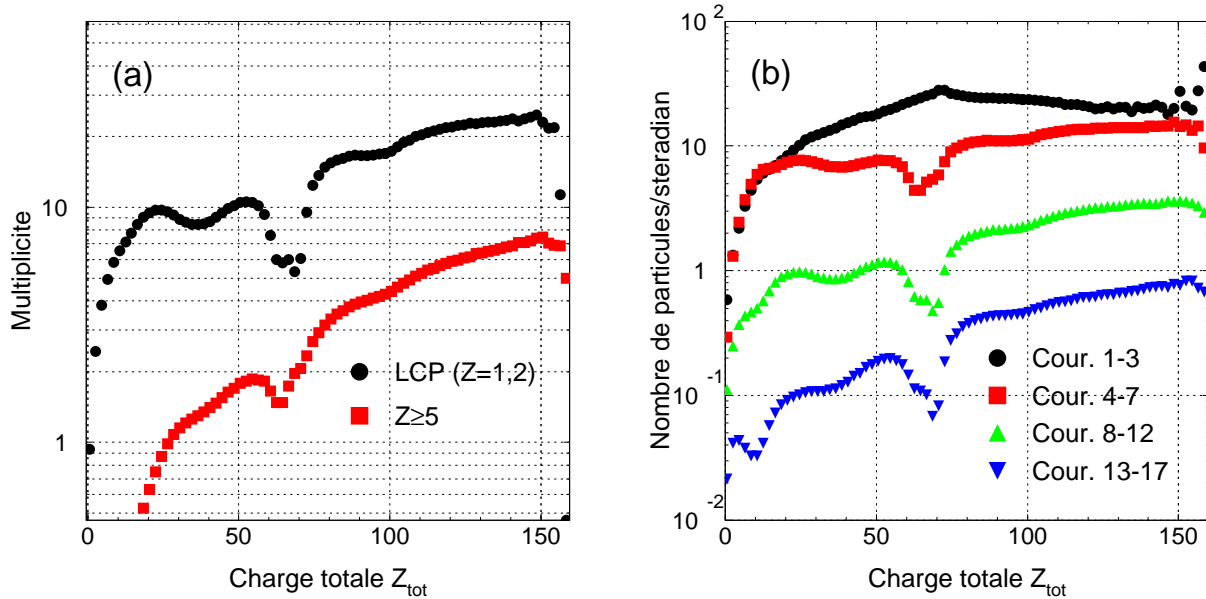 (a)
Multiplicite
10
1
LCP (Z=1,2)
Z≥5
0 50 100 150
Charge totale Z_tot
(b)
Nombre de particules/steradian
10^2
10
1
10^-1
10^-2
Cour. 1-3
Cour. 4-7
Cour. 8-12
Cour. 13-17
0 50 100 150
Charge totale Z_tot